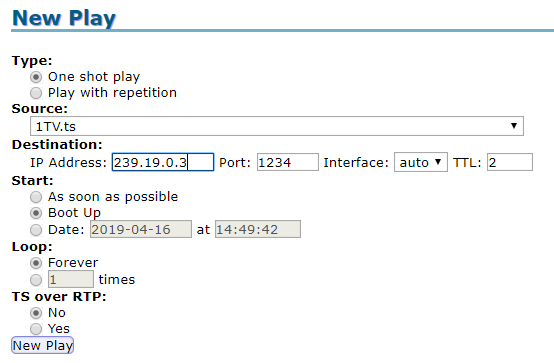 New Play
Type:
One shot play
Play with repetition
Source:
1TV.ts
Destination:
IP Address: 239.19.0.3 Port: 1234 Interface: auto TTL: 2
Start:
As soon as possible
Boot Up
Date: 2019-04-16 at 14:49:42
Loop:
Forever
1 times
TS over RTP:
No
Yes
New Play